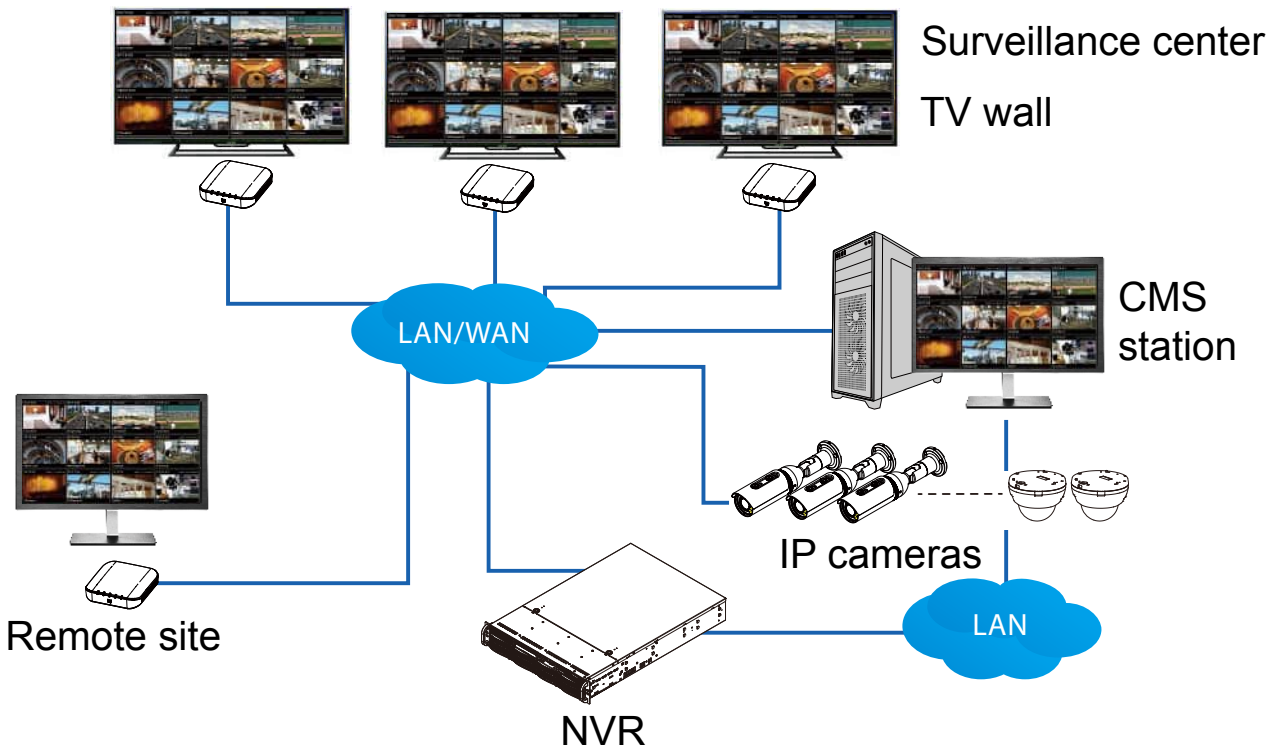 Surveillance center
TV wall
LAN/WAN
CMS
station
IP cameras
Remote site
LAN
NVR